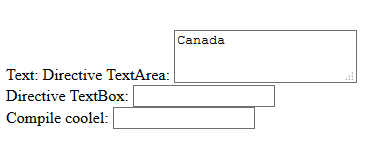 Canada
Text: Directive TextArea:
Directive TextBox:
Compile coolel: